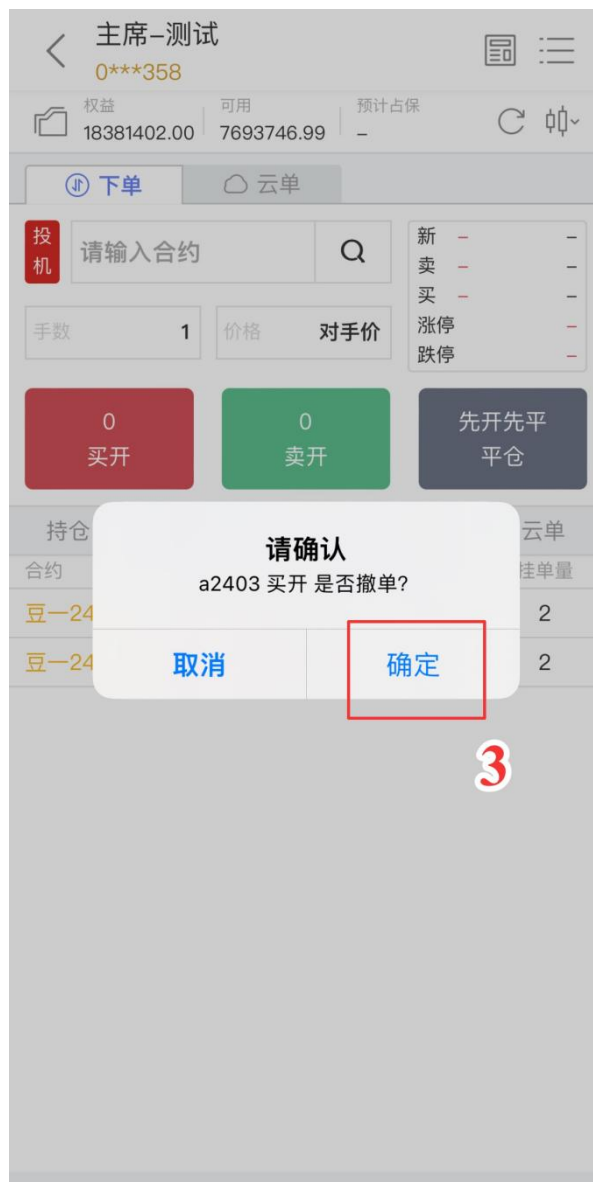 主席-测试
0***358
权益 可用 预计占保
18381402.00 7693746.99 -
下单 云单
投机 请输入合约
新 - -
卖 - -
买 - -
涨停 -
跌停 -
手数 1 价格 对手价
0 0 先开先平
买开 卖开 平仓
持仓 云单
合约 挂单量
豆一24 2
豆一24 2
请确认
a2403 买开 是否撤单?
取消 确定
3